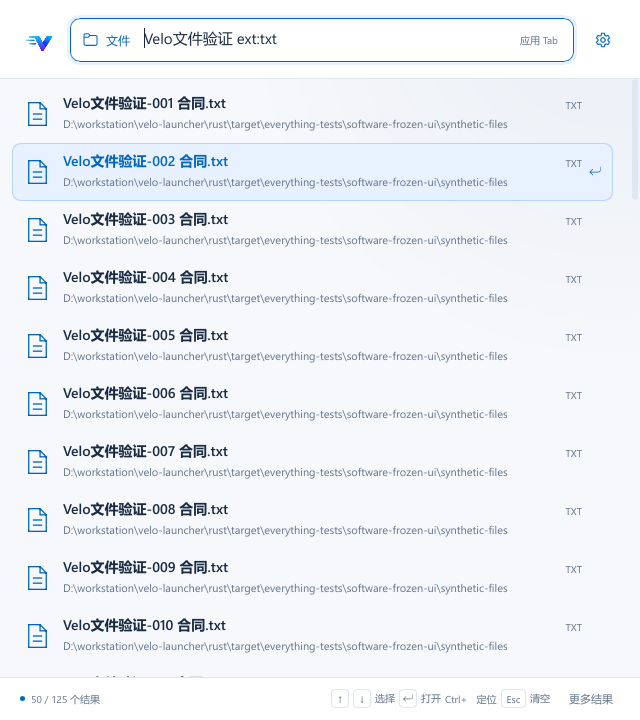 文件 Velo文件验证 ext:txt 应用 Tab
Velo文件验证-001 合同.txt TXT
D:\workstation\velo-launcher\rust\target\everything-tests\software-frozen-ui\synthetic-files
Velo文件验证-002 合同.txt TXT
D:\workstation\velo-launcher\rust\target\everything-tests\software-frozen-ui\synthetic-files
Velo文件验证-003 合同.txt TXT
D:\workstation\velo-launcher\rust\target\everything-tests\software-frozen-ui\synthetic-files
Velo文件验证-004 合同.txt TXT
D:\workstation\velo-launcher\rust\target\everything-tests\software-frozen-ui\synthetic-files
Velo文件验证-005 合同.txt TXT
D:\workstation\velo-launcher\rust\target\everything-tests\software-frozen-ui\synthetic-files
Velo文件验证-006 合同.txt TXT
D:\workstation\velo-launcher\rust\target\everything-tests\software-frozen-ui\synthetic-files
Velo文件验证-007 合同.txt TXT
D:\workstation\velo-launcher\rust\target\everything-tests\software-frozen-ui\synthetic-files
Velo文件验证-008 合同.txt TXT
D:\workstation\velo-launcher\rust\target\everything-tests\software-frozen-ui\synthetic-files
Velo文件验证-009 合同.txt TXT
D:\workstation\velo-launcher\rust\target\everything-tests\software-frozen-ui\synthetic-files
Velo文件验证-010 合同.txt TXT
D:\workstation\velo-launcher\rust\target\everything-tests\software-frozen-ui\synthetic-files
50 / 125 个结果 ↑ ↓ 选择 ↵ 打开 Ctrl+ 定位 Esc 清空 更多结果